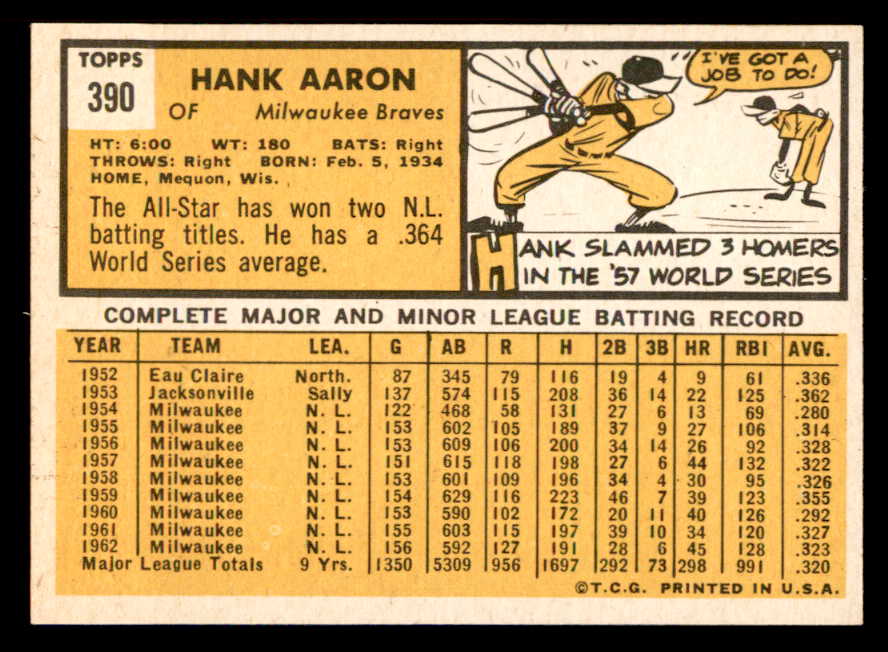 TOPPS
390
HANK AARON
OF Milwaukee Braves
HT: 6:00 WT: 180 BATS: Right
THROWS: Right BORN: Feb. 5, 1934
HOME, Mequon, Wis.
The All-Star has won two N.L.
batting titles. He has a .364
World Series average.
I'VE GOT A
JOB TO DO!
HANK SLAMMED 3 HOMERS
IN THE '57 WORLD SERIES
COMPLETE MAJOR AND MINOR LEAGUE BATTING RECORD
YEAR TEAM LEA. G AB R H 2B 3B HR RBI AVG.
1952 Eau Claire North. 87 345 79 116 19 4 9 61 .336
1953 Jacksonville Sally 137 574 115 208 36 14 22 125 .362
1954 Milwaukee N. L. 122 468 58 131 27 6 13 69 .280
1955 Milwaukee N. L. 153 602 105 189 37 9 27 106 .314
1956 Milwaukee N. L. 153 609 106 200 34 14 26 92 .328
1957 Milwaukee N. L. 151 615 118 198 27 6 44 132 .322
1958 Milwaukee N. L. 153 601 109 196 34 4 30 95 .326
1959 Milwaukee N. L. 154 629 116 223 46 7 39 123 .355
1960 Milwaukee N. L. 153 590 102 172 20 11 40 126 .292
1961 Milwaukee N. L. 155 603 115 197 39 10 34 120 .327
1962 Milwaukee N. L. 156 592 127 191 28 6 45 128 .323
Major League Totals 9 Yrs. 1350 5309 956 1697 292 73 298 991 .320
©T.C.G. PRINTED IN U.S.A.